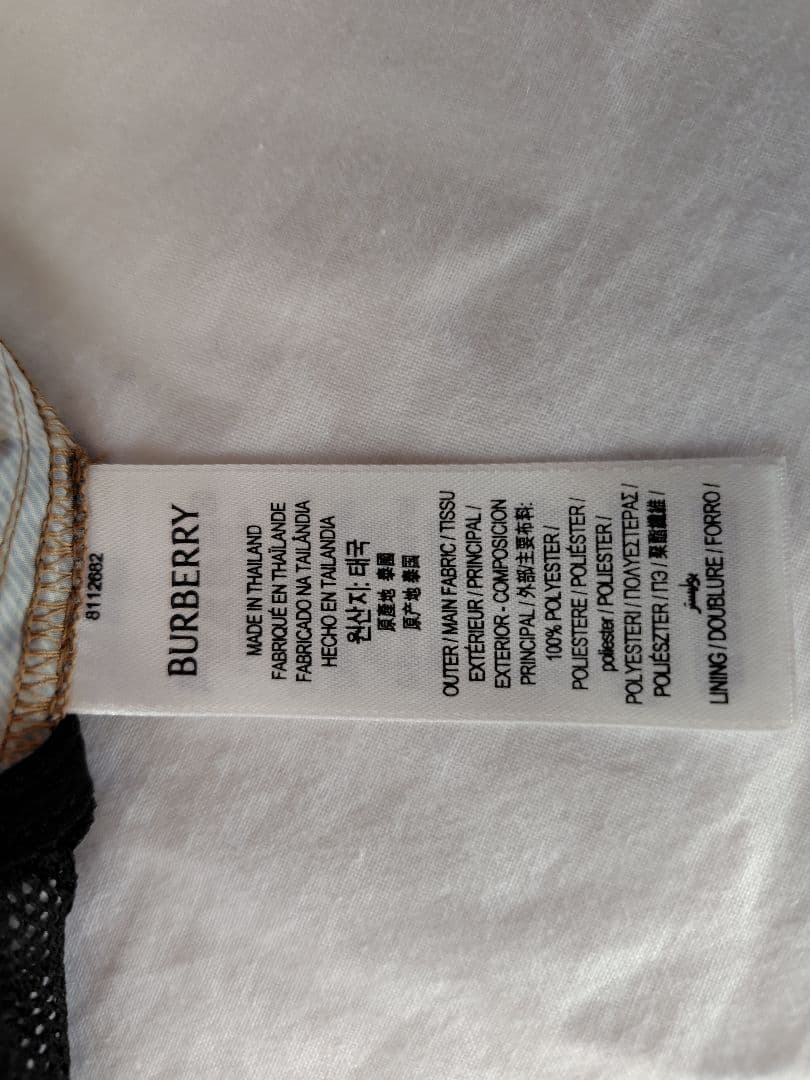 8112682
BURBERRY
MADE IN THAILAND
FABRIQUÉ EN THAÏLANDE
FABRICADO NA TAILÂNDIA
HECHO EN TAILANDIA
원산지: 태국
原產地 泰國
原产地 泰国
OUTER / MAIN FABRIC / TISSU
EXTÉRIEUR / PRINCIPAL /
EXTERIOR - COMPOSICION
PRINCIPAL / 外部/主要布料:
100% POLYESTER /
POLIESTERE / POLIÉSTER /
poliester / POLIESTER /
POLYESTERI / ΠΟΛΥΕΣΤΕΡΑΣ /
POLIÉSZTER / ПЭ / 聚酯纖維 /
بوليستر
LINING / DOUBLURE / FORRO /